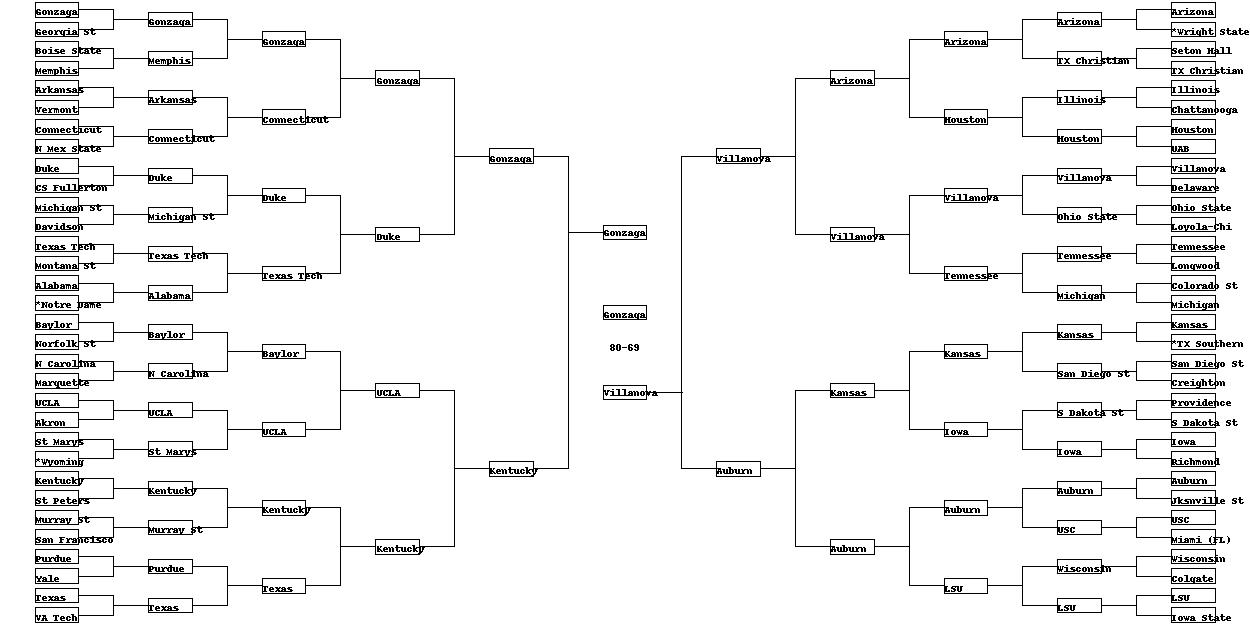 Gonzaga
Georgia St
Boise State
Memphis
Arkansas
Vermont
Connecticut
N Mex State
Duke
CS Fullerton
Michigan St
Davidson
Texas Tech
Montana St
Alabama
*Notre Dame
Baylor
Norfolk St
N Carolina
Marquette
UCLA
Akron
St Marys
*Wyoming
Kentucky
St Peters
Murray St
San Francisco
Purdue
Yale
Texas
VA Tech
Gonzaga
Memphis
Arkansas
Connecticut
Duke
Michigan St
Texas Tech
Alabama
Baylor
N Carolina
UCLA
St Marys
Kentucky
Murray St
Purdue
Texas
Gonzaga
Connecticut
Duke
Texas Tech
Baylor
UCLA
Kentucky
Texas
Gonzaga
Duke
UCLA
Kentucky
Gonzaga
Kentucky
Gonzaga
Gonzaga
80-69
Villanova
Villanova
Auburn
Arizona
Villanova
Kansas
Auburn
Arizona
Houston
Villanova
Tennessee
Kansas
Iowa
Auburn
LSU
Arizona
TX Christian
Illinois
Houston
Villanova
Ohio State
Tennessee
Michigan
Kansas
San Diego St
S Dakota St
Iowa
Auburn
USC
Wisconsin
LSU
Arizona
*Wright State
Seton Hall
TX Christian
Illinois
Chattanooga
Houston
UAB
Villanova
Delaware
Ohio State
Loyola-Chi
Tennessee
Longwood
Colorado St
Michigan
Kansas
*TX Southern
San Diego St
Creighton
Providence
S Dakota St
Iowa
Richmond
Auburn
Jksnville St
USC
Miami (FL)
Wisconsin
Colgate
LSU
Iowa State